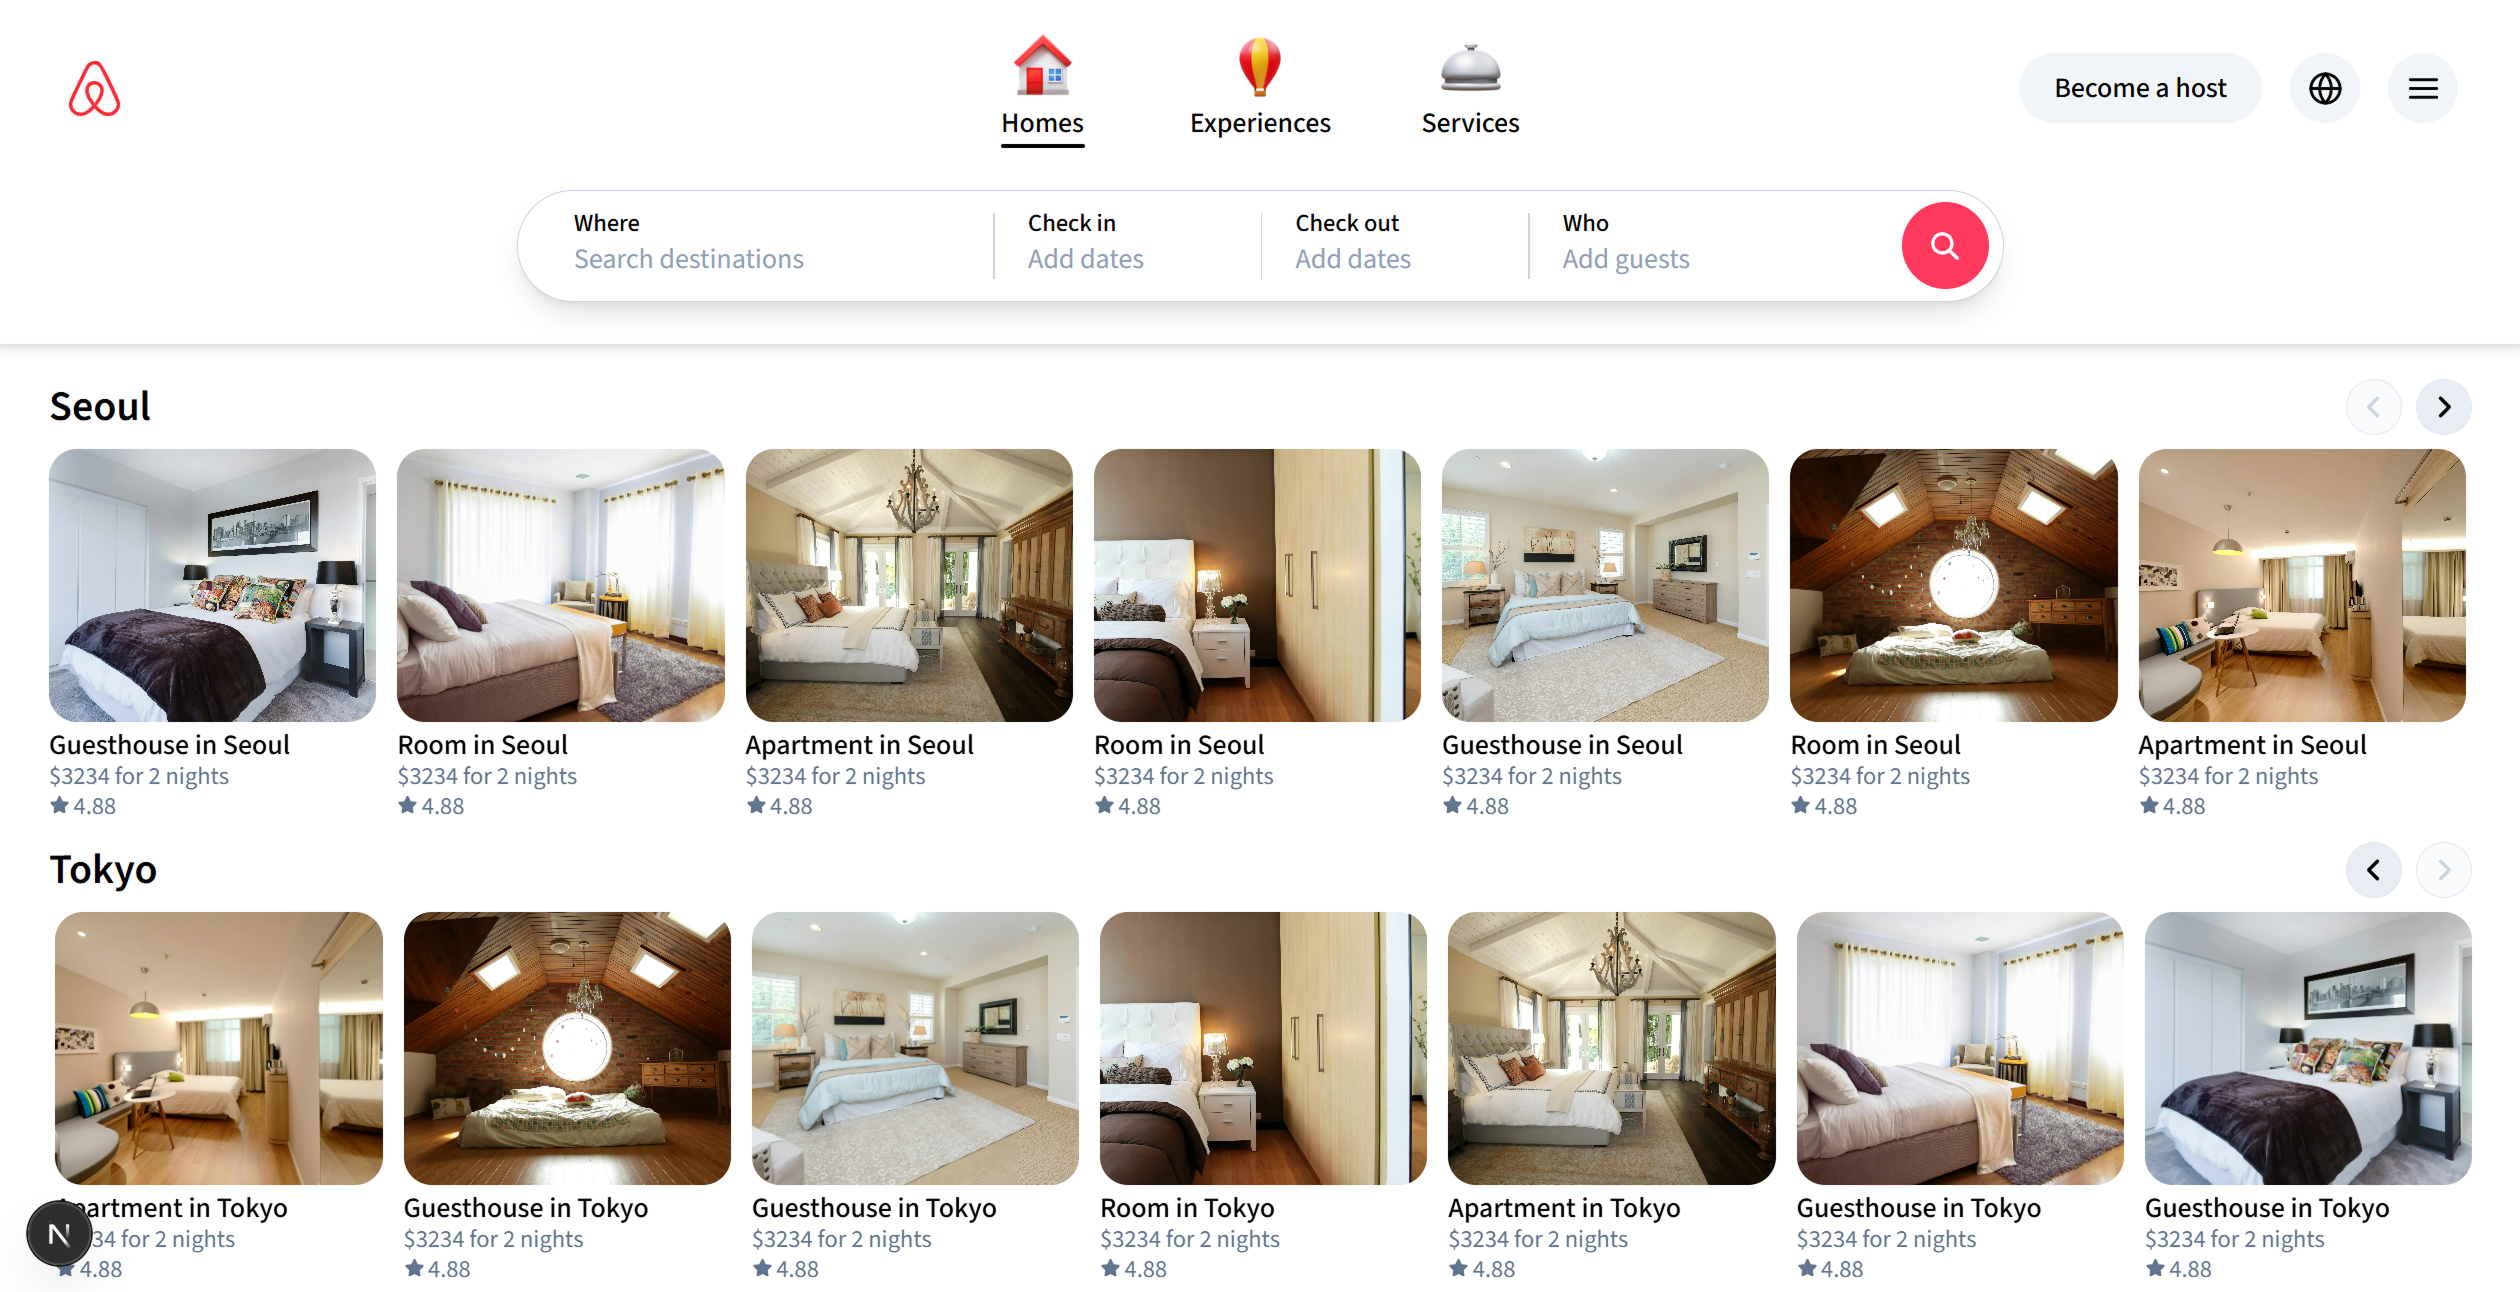 Homes
Experiences
Services
Become a host
Where
Search destinations
Check in
Add dates
Check out
Add dates
Who
Add guests
Seoul
Guesthouse in Seoul
$3234 for 2 nights
4.88
Room in Seoul
$3234 for 2 nights
4.88
Apartment in Seoul
$3234 for 2 nights
4.88
Room in Seoul
$3234 for 2 nights
4.88
Guesthouse in Seoul
$3234 for 2 nights
4.88
Room in Seoul
$3234 for 2 nights
4.88
Apartment in Seoul
$3234 for 2 nights
4.88
Tokyo
partment in Tokyo
34 for 2 nights
4.88
Guesthouse in Tokyo
$3234 for 2 nights
4.88
Guesthouse in Tokyo
$3234 for 2 nights
4.88
Room in Tokyo
$3234 for 2 nights
4.88
Apartment in Tokyo
$3234 for 2 nights
4.88
Guesthouse in Tokyo
$3234 for 2 nights
4.88
Guesthouse in Tokyo
$3234 for 2 nights
4.88
N